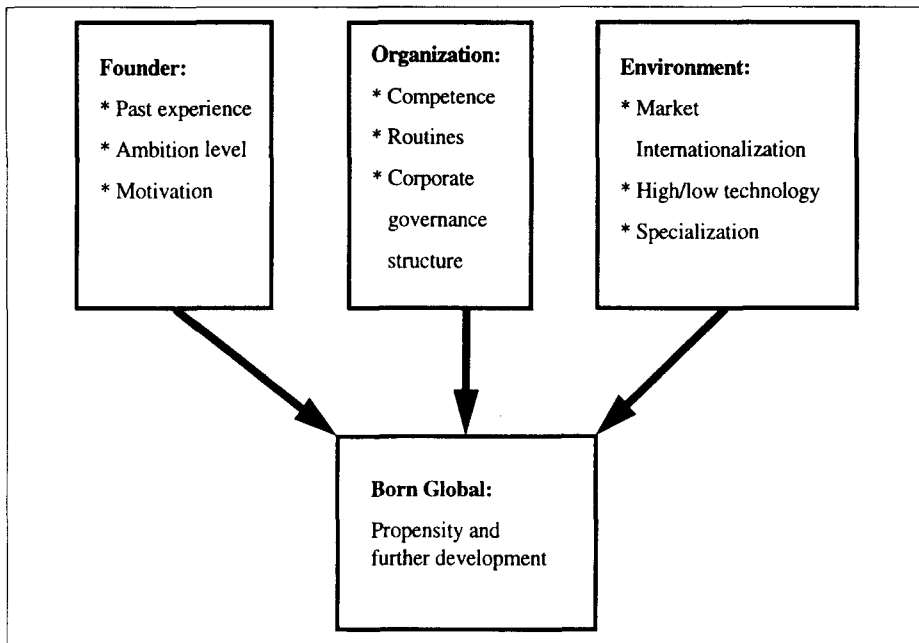 Founder:
* Past experience
* Ambition level
* Motivation
Organization:
* Competence
* Routines
* Corporate
governance
structure
Environment:
* Market
Internationalization
* High/low technology
* Specialization
Born Global:
Propensity and
further development